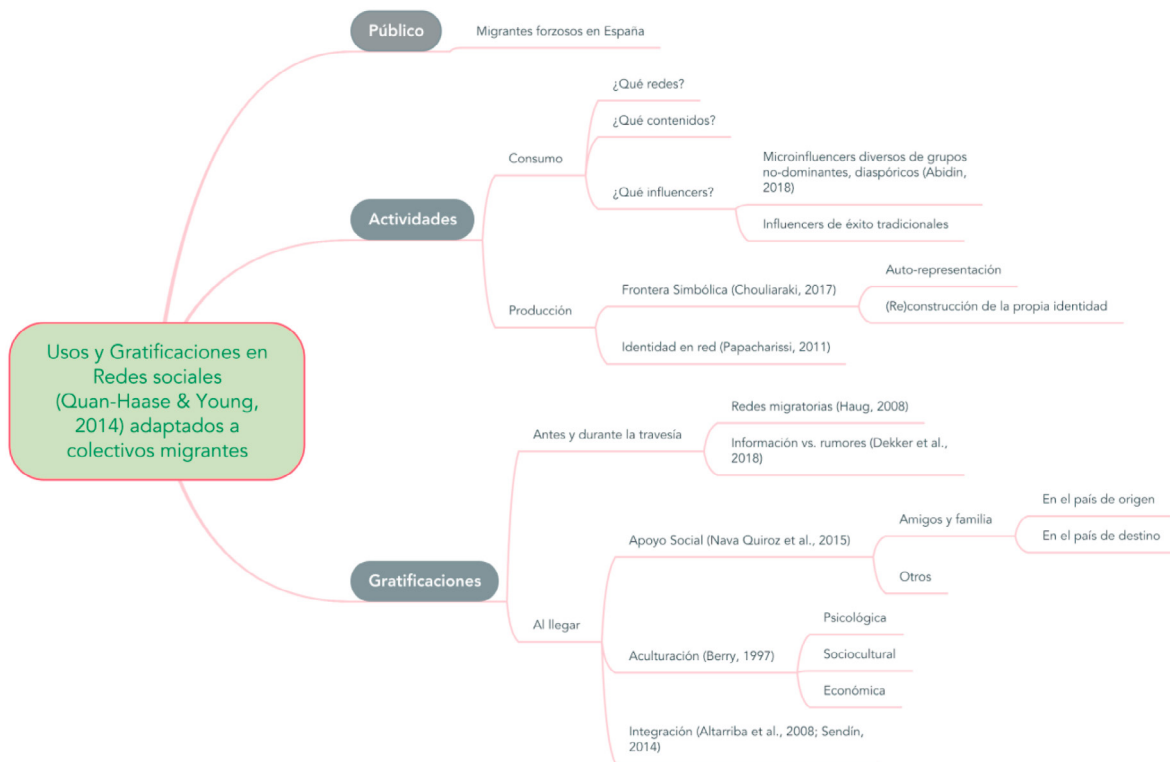 Usos y Gratificaciones en
Redes sociales
(Quan-Haase & Young,
2014) adaptados a
colectivos migrantes
Público
Migrantes forzosos en España
Actividades
Consumo
¿Qué redes?
¿Qué contenidos?
¿Qué influencers?
Microinfluencers diversos de grupos
no-dominantes, diaspóricos (Abidin,
2018)
Influencers de éxito tradicionales
Producción
Frontera Simbólica (Chouliaraki, 2017)
Auto-representación
(Re)construcción de la propia identidad
Identidad en red (Papacharissi, 2011)
Gratificaciones
Antes y durante la travesía
Redes migratorias (Haug, 2008)
Información vs. rumores (Dekker et al.,
2018)
Al llegar
Apoyo Social (Nava Quiroz et al., 2015)
Amigos y familia
En el país de origen
En el país de destino
Otros
Aculturación (Berry, 1997)
Psicológica
Sociocultural
Económica
Integración (Altarriba et al., 2008; Sendín,
2014)